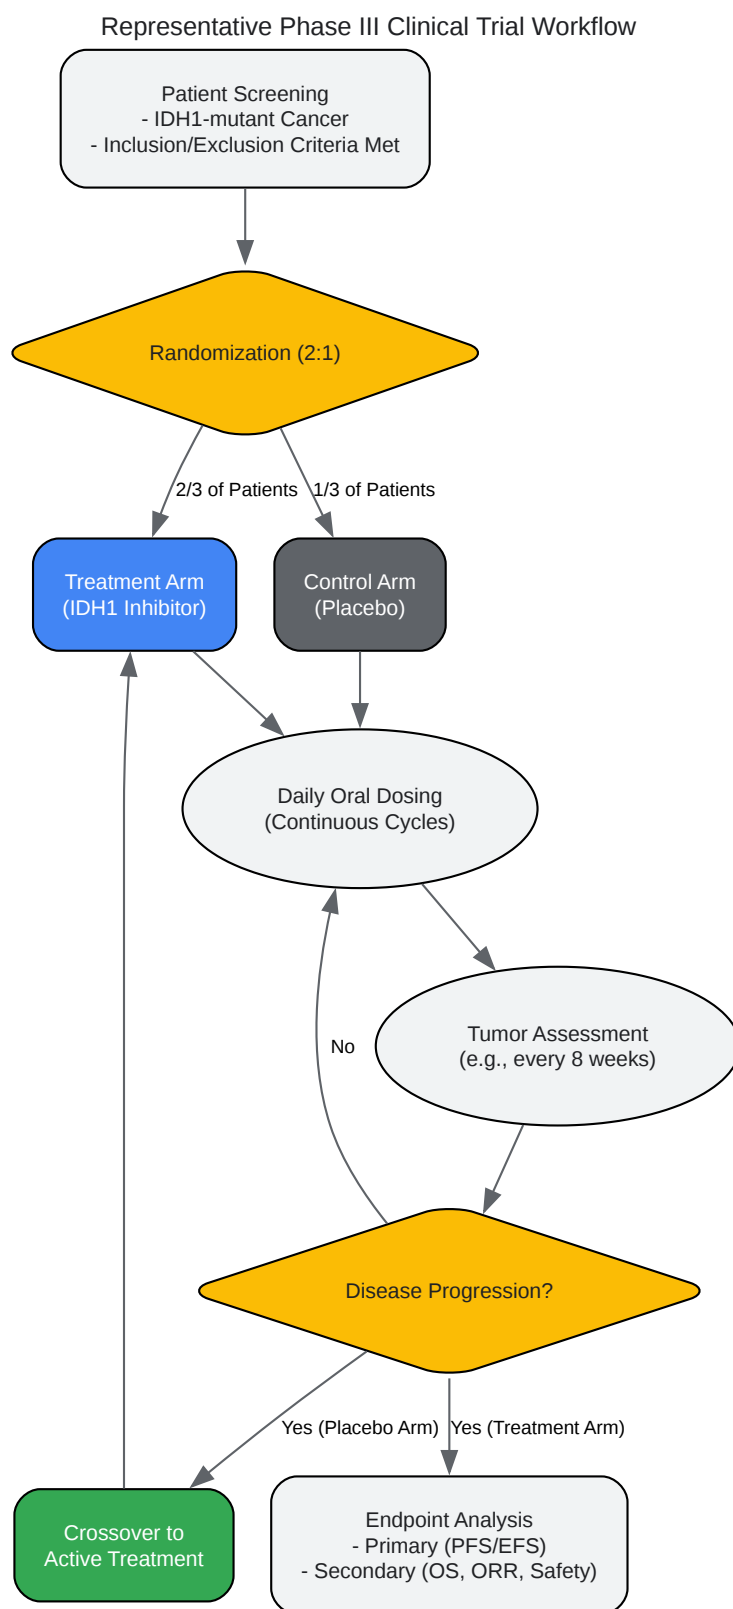 Representative Phase III Clinical Trial Workflow
Patient Screening
- IDH1-mutant Cancer
- Inclusion/Exclusion Criteria Met
Randomization (2:1)
2/3 of Patients
1/3 of Patients
Treatment Arm
(IDH1 Inhibitor)
Control Arm
(Placebo)
Daily Oral Dosing
(Continuous Cycles)
Tumor Assessment
(e.g., every 8 weeks)
No
Disease Progression?
Yes (Placebo Arm)
Yes (Treatment Arm)
Crossover to
Active Treatment
Endpoint Analysis
- Primary (PFS/EFS)
- Secondary (OS, ORR, Safety)